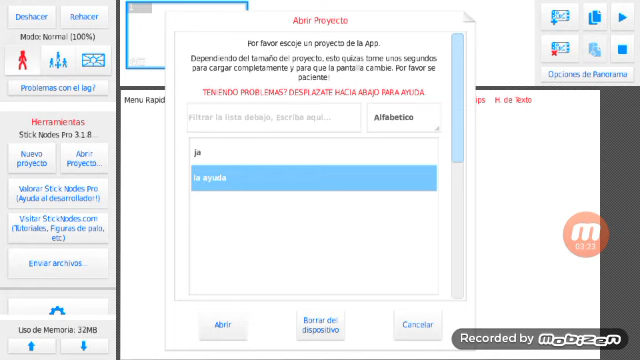 Deshacer
Rehacer
Modo: Normal (100%)
Problemas con el lag?
Herramientas
Stick Nodes Pro 3.1.8...
Nuevo proyecto
Abrir Proyecto...
Valorar Stick Nodes Pro
(Ayuda al desarrollador!)
Visitar StickNodes.com
(Tutoriales, Figuras de palo,
etc)
Enviar archivos...
Uso de Memoria: 32MB
1
Menu Rapid
Abrir Proyecto
Por favor escoje un proyecto de la App.
Dependiendo del tamaño del proyecto, esto quizas tome unos segundos
para cargar completamente y para que la pantalla cambie. Por favor se
paciente!
TENIENDO PROBLEMAS? DESPLAZATE HACIA ABAJO PARA AYUDA.
Filtrar la lista debajo, Escriba aqui...
Alfabetico
ja
la ayuda
Abrir
Borrar del
dispositivo
Cancelar
ips
H. de Texto
Opciones de Panorama
03:23
Recorded by mobizen